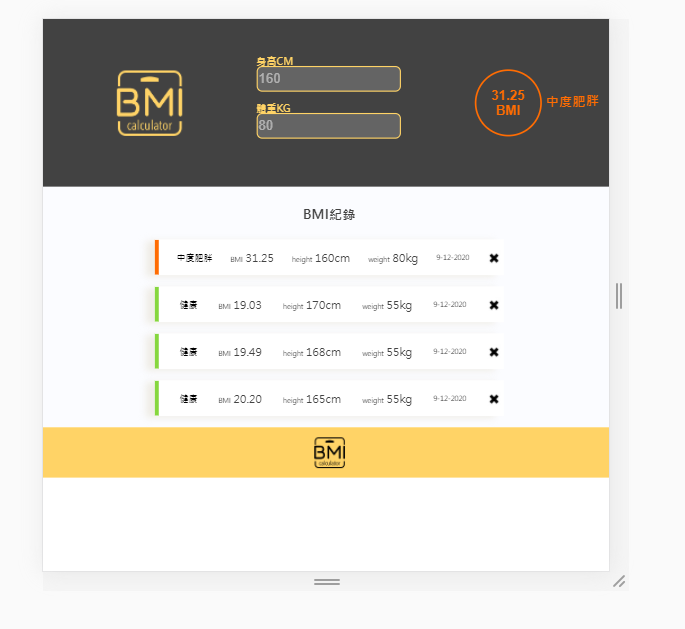 BMI
calculator
身高CM
160
體重KG
80
31.25
BMI
中度肥胖
BMI紀錄
中度肥胖 BMI 31.25 height 160cm weight 80kg 9-12-2020 ✖
健康 BMI 19.03 height 170cm weight 55kg 9-12-2020 ✖
健康 BMI 19.49 height 168cm weight 55kg 9-12-2020 ✖
健康 BMI 20.20 height 165cm weight 55kg 9-12-2020 ✖
BMI
calculator